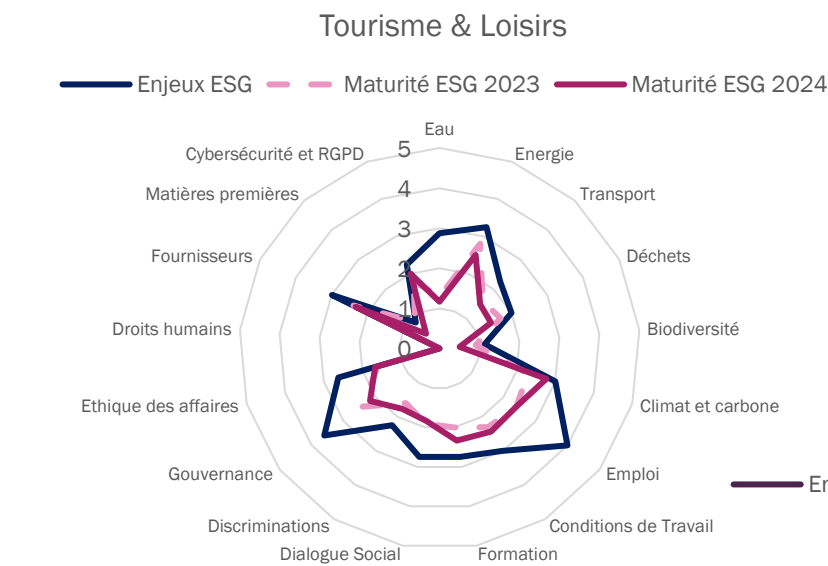 Tourisme & Loisirs
Enjeux ESG Maturité ESG 2023 Maturité ESG 2024
Eau
Cybersécurité et RGPD 5 Energie
Matières premières 4 Transport
3
Fournisseurs 2 Déchets
1
Droits humains 0 Biodiversité
Ethique des affaires Climat et carbone
Gouvernance Emploi
En
Discriminations Conditions de Travail
Dialogue Social Formation